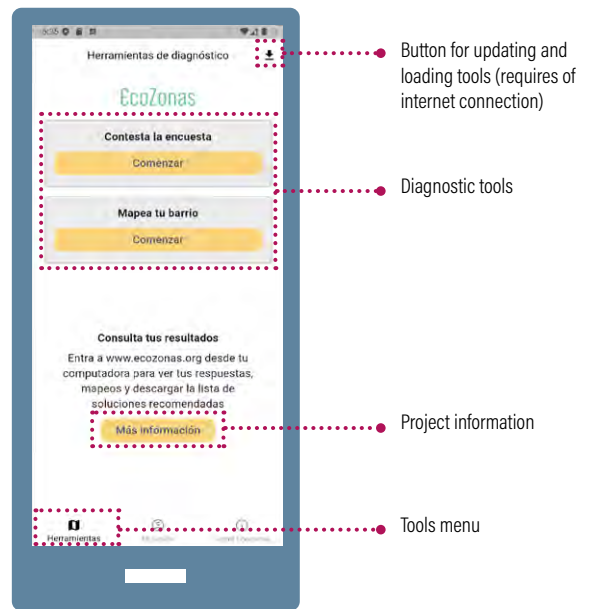 5:35
Herramientas de diagnóstico
Button for updating and
loading tools (requires of
internet connection)
EcoZonas
Contesta la encuesta
Comenzar
Diagnostic tools
Mapea tu barrio
Comenzar
Consulta tus resultados
Entra a www.ecozonas.org desde tu
computadora para ver tus respuestas,
mapeos y descargar la lista de
soluciones recomendadas
Más información
Project information
Tools menu
Herramientas